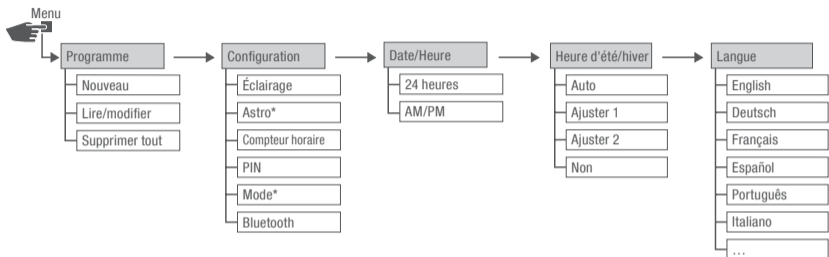 Menu
Programme
Nouveau
Lire/modifier
Supprimer tout
Configuration
Éclairage
Astro*
Compteur horaire
PIN
Mode*
Bluetooth
Date/Heure
24 heures
AM/PM
Heure d'été/hiver
Auto
Ajuster 1
Ajuster 2
Non
Langue
English
Deutsch
Français
Español
Português
Italiano
…